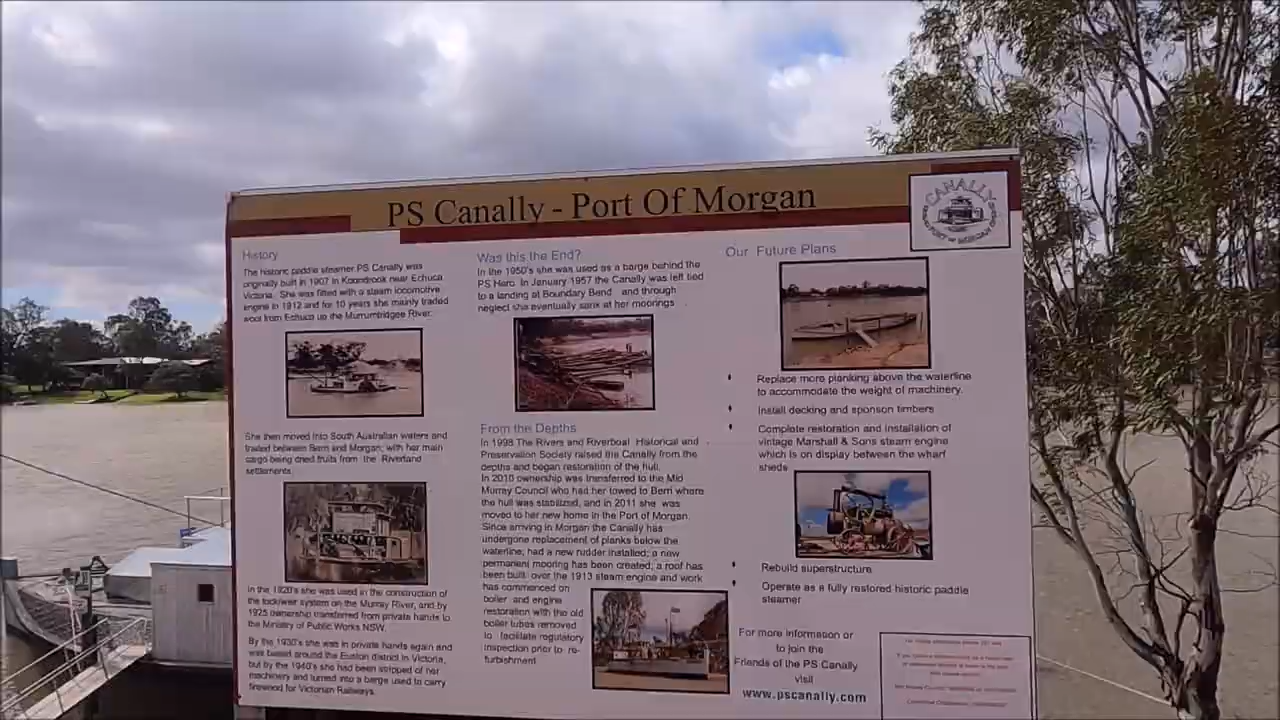 PS Canally - Port Of Morgan
CANALLY
PORT OF MORGAN
History
The historic paddle steamer PS Canally was
originally built in 1907 in Koondrook near Echuca
Victoria. She was fitted with a steam locomotive
engine in 1912 and for 10 years she mainly traded
wool from Echuca up the Murrumbidgee River.
She then moved into South Australian waters and
traded between Berri and Morgan; with her main
cargo being dried fruits from the Riverland
settlements.
In the 1920's she was used in the construction of
the lock/weir system on the Murray River, and by
1925 ownership transferred from private hands to
the Ministry of Public Works NSW.
By the 1930's she was in private hands again and
was based around the Euston district in Victoria,
but by the 1940's she had been stripped of her
machinery and turned into a barge used to carry
firewood for Victorian Railways.
Was this the End?
In the 1950's she was used as a barge behind the
PS Hero. In January 1957 the Canally was left tied
to a landing at Boundary Bend and through
neglect she eventually sank at her moorings
From the Depths
In 1998 The Rivers and Riverboat Historical and
Preservation Society raised the Canally from the
depths and began restoration of the hull.
In 2010 ownership was transferred to the Mid
Murray Council who had her towed to Berri where
the hull was stabilized, and in 2011 she was
moved to her new home in the Port of Morgan.
Since arriving in Morgan the Canally has
undergone replacement of planks below the
waterline; had a new rudder installed; a new
permanent mooring has been created; a roof has
been built over the 1913 steam engine and work
has commenced on
boiler and engine
restoration with the old
boiler tubes removed
to facilitate regulatory
inspection prior to re-
furbishment
Our Future Plans
Replace more planking above the waterline
to accommodate the weight of machinery.
Install decking and sponson timbers
Complete restoration and installation of
vintage Marshall & Sons steam engine
which is on display between the wharf
sheds
Rebuild superstructure
Operate as a fully restored historic paddle
steamer
For more information or
to join the
Friends of the PS Canally
visit
www.pscanally.com